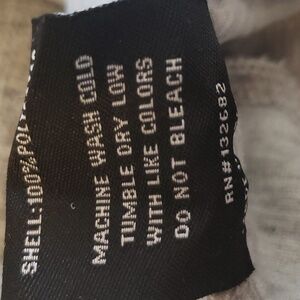 SHELL:100%POLY
MACHINE WASH COLD
TUMBLE DRY LOW
WITH LIKE COLORS
DO NOT BLEACH
RN#132682